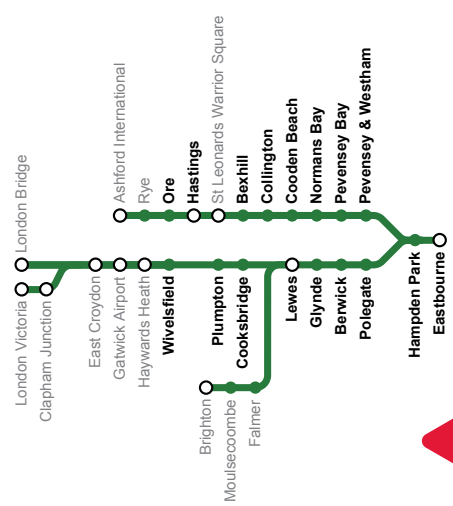 London Victoria
London Bridge
Clapham Junction
East Croydon
Gatwick Airport
Haywards Heath
Wivelsfield
Plumpton
Cooksbridge
Brighton
Moulsecoombe
Falmer
Lewes
Glynde
Berwick
Polegate
Ashford International
Rye
Ore
Hastings
St Leonards Warrior Square
Bexhill
Collington
Cooden Beach
Normans Bay
Pevensey Bay
Pevensey & Westham
Hampden Park
Eastbourne